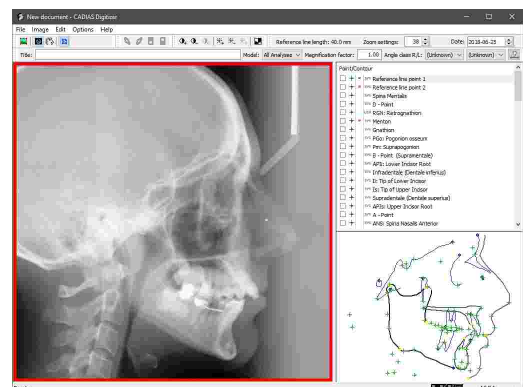 New document - CADIAS Digitizer
File Image Edit Options Help
Reference line length: 40.0 mm Zoom settings: 38 Date: 2018-06-25
Title: Model: All Analyses Magnification factor: 1.00 Angle class R/L: (Unknown) (Unknown)
Point/Contour
Reference line point 1
Reference line point 2
Spina Mentalis
D - Point
RGN: Retrognathion
Menton
Gnathion
PGo: Pogonion osseum
Pm: Suprapogonion
B - Point (Supramentale)
AP1: Lower Incisor Root
Infradentale (Dentale inferius)
Ii: Tip of Lower Incisor
Is: Tip of Upper Incisor
Supradentale (Dentale superius)
AP1s: Upper Incisor Root
A - Point
ANS: Spina Nasalis Anterior